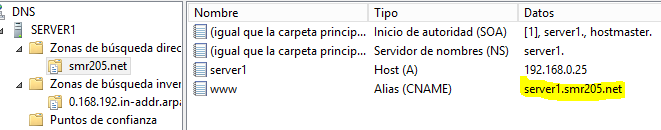 DNS
SERVER1
Zonas de búsqueda direc
smr205.net
Zonas de búsqueda inver
0.168.192.in-addr.arpa
Puntos de confianza
Nombre Tipo Datos
(igual que la carpeta princip... Inicio de autoridad (SOA) [1], server1., hostmaster.
(igual que la carpeta princip... Servidor de nombres (NS) server1.
server1 Host (A) 192.168.0.25
www Alias (CNAME) server1.smr205.net